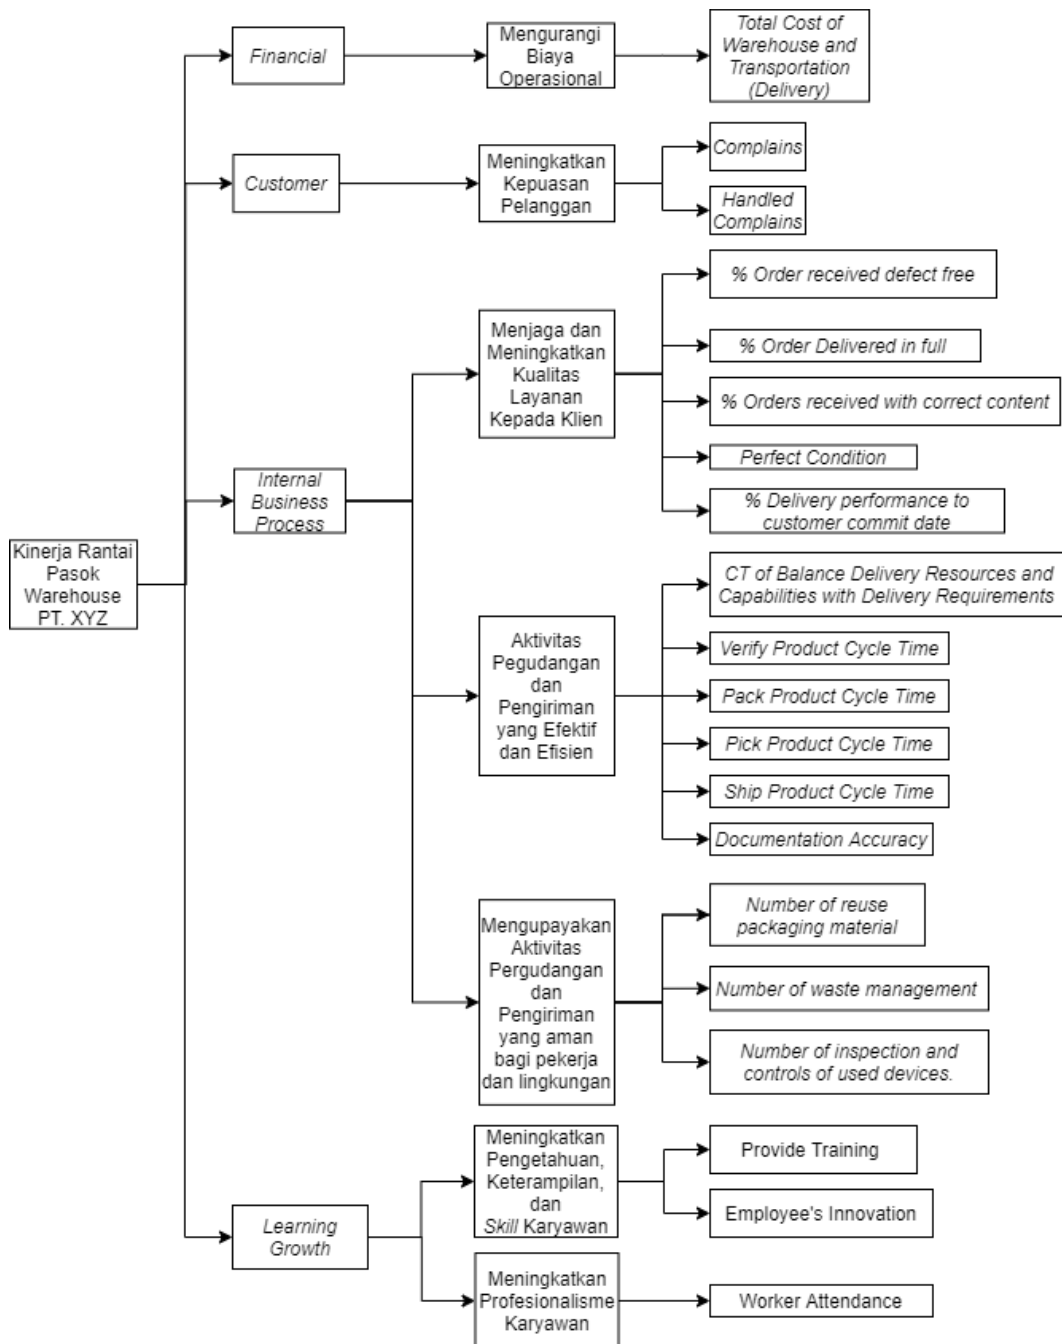 Total Cost of
Warehouse and
Transportation
(Delivery)
Mengurangi
Biaya
Operasional
Financial
Complains
Meningkatkan
Kepuasan
Pelanggan
Customer
Handled
Complains
% Order received defect free
Menjaga dan
Meningkatkan
Kualitas
Layanan
Kepada Klien
% Order Delivered in full
% Orders received with correct content
Perfect Condition
% Delivery performance to
customer commit date
Internal
Business
Process
Kinerja Rantai
Pasok
Warehouse
PT. XYZ
CT of Balance Delivery Resources and
Capabilities with Delivery Requirements
Aktivitas
Pegudangan
dan
Pengiriman
yang Efektif
dan Efisien
Verify Product Cycle Time
Pack Product Cycle Time
Pick Product Cycle Time
Ship Product Cycle Time
Documentation Accuracy
Mengupayakan
Aktivitas
Pergudangan
dan
Pengiriman
yang aman
bagi pekerja
dan lingkungan
Number of reuse
packaging material
Number of waste management
Number of inspection and
controls of used devices.
Learning
Growth
Meningkatkan
Pengetahuan,
Keterampilan,
dan
Skill Karyawan
Provide Training
Employee's Innovation
Meningkatkan
Profesionalisme
Karyawan
Worker Attendance